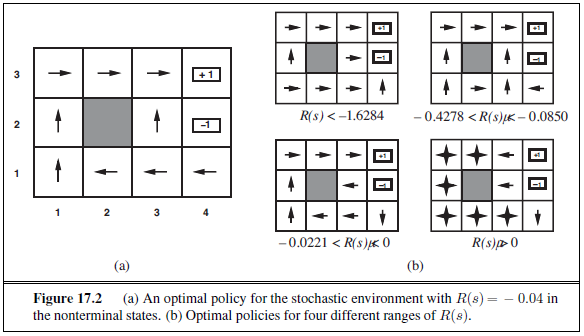 3
+ 1
2
–1
1
1 2 3 4
(a)
+1
–1
R(s) < –1.6284
+1
–1
– 0.4278 < R(s) < – 0.0850
+1
–1
– 0.0221 < R(s) < 0
+1
–1
R(s) > 0
(b)
Figure 17.2 (a) An optimal policy for the stochastic environment with R(s) = – 0.04 in
the nonterminal states. (b) Optimal policies for four different ranges of R(s).